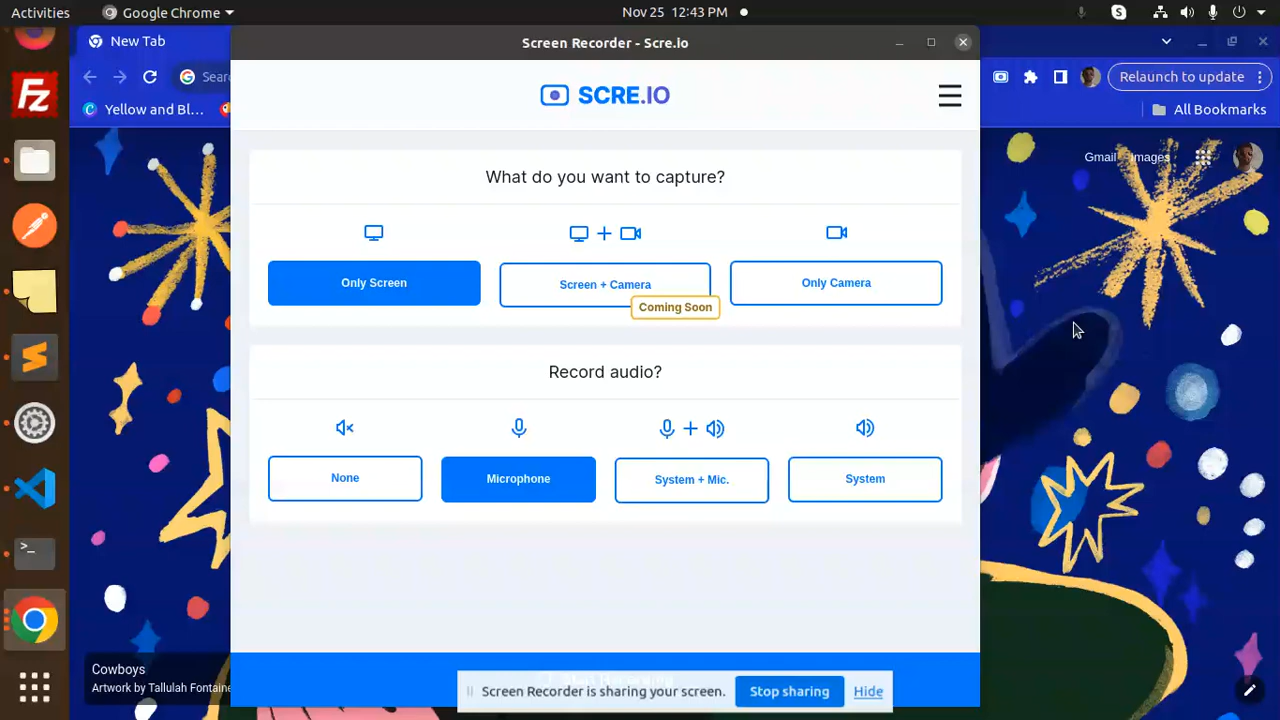 Activities
Google Chrome
Nov 25 12:43 PM
New Tab
Screen Recorder - Scre.io
Sear
Relaunch to update
Yellow and Bl...
All Bookmarks
SCRE.IO
Gmail
Images
What do you want to capture?
Only Screen
Screen + Camera
Only Camera
Coming Soon
Record audio?
None
Microphone
System + Mic.
System
Cowboys
Artwork by Tallulah Fontaine
Screen Recorder is sharing your screen.
Stop sharing
Hide